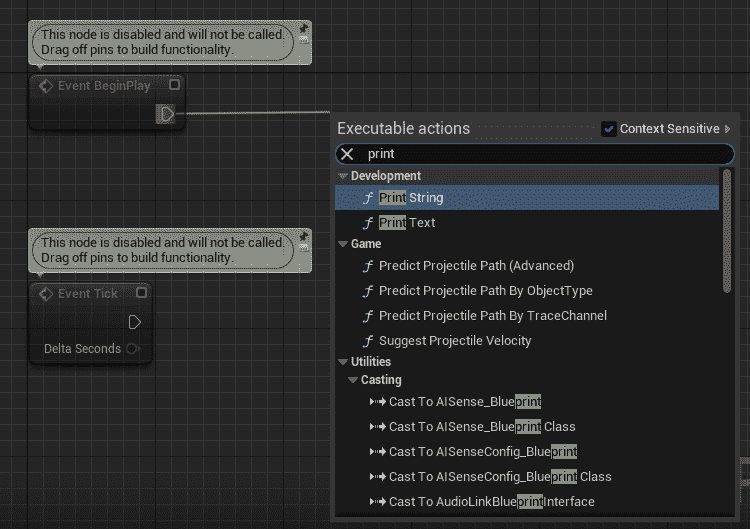 This node is disabled and will not be called.
Drag off pins to build functionality.
Event BeginPlay
Executable actions
Context Sensitive
print
Development
Print String
Print Text
Game
Predict Projectile Path (Advanced)
Predict Projectile Path By ObjectType
Predict Projectile Path By TraceChannel
Suggest Projectile Velocity
Utilities
Casting
Cast To AISense_Blueprint
Cast To AISense_Blueprint Class
Cast To AISenseConfig_Blueprint
Cast To AISenseConfig_Blueprint Class
Cast To AudioLinkBlueprintInterface
This node is disabled and will not be called.
Drag off pins to build functionality.
Event Tick
Delta Seconds